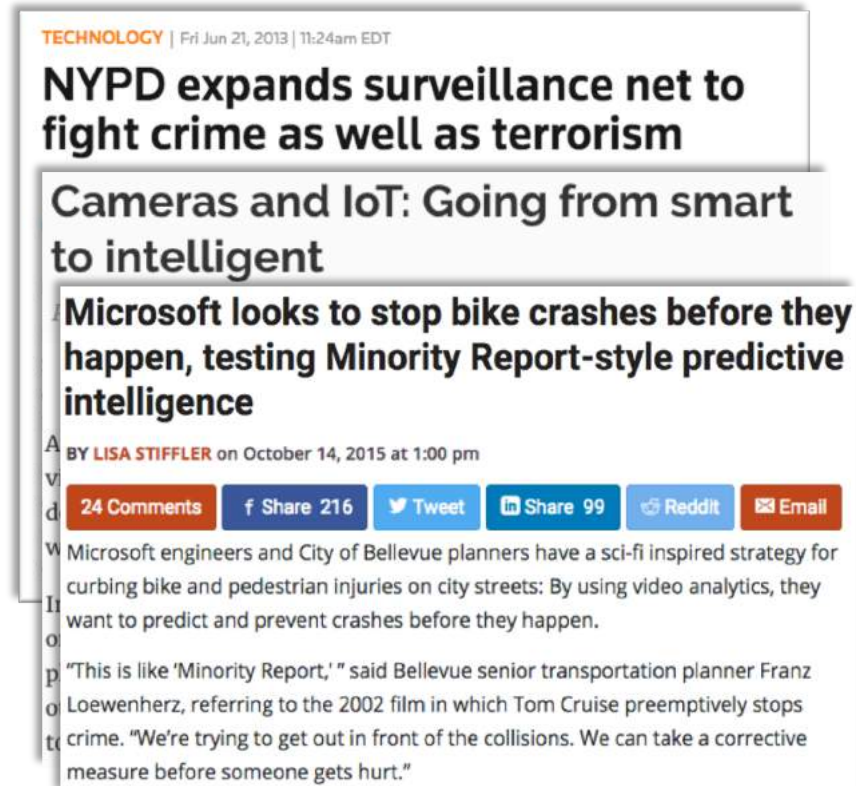 TECHNOLOGY | Fri Jun 21, 2013 | 11:24am EDT
NYPD expands surveillance net to
fight crime as well as terrorism
Cameras and IoT: Going from smart
to intelligent
Microsoft looks to stop bike crashes before they
happen, testing Minority Report-style predictive
intelligence
BY LISA STIFFLER on October 14, 2015 at 1:00 pm
24 Comments f Share 216 Tweet in Share 99 Reddit Email
Microsoft engineers and City of Bellevue planners have a sci-fi inspired strategy for
curbing bike and pedestrian injuries on city streets: By using video analytics, they
want to predict and prevent crashes before they happen.
“This is like ‘Minority Report,’ ” said Bellevue senior transportation planner Franz
Loewenherz, referring to the 2002 film in which Tom Cruise preemptively stops
crime. “We’re trying to get out in front of the collisions. We can take a corrective
measure before someone gets hurt.”